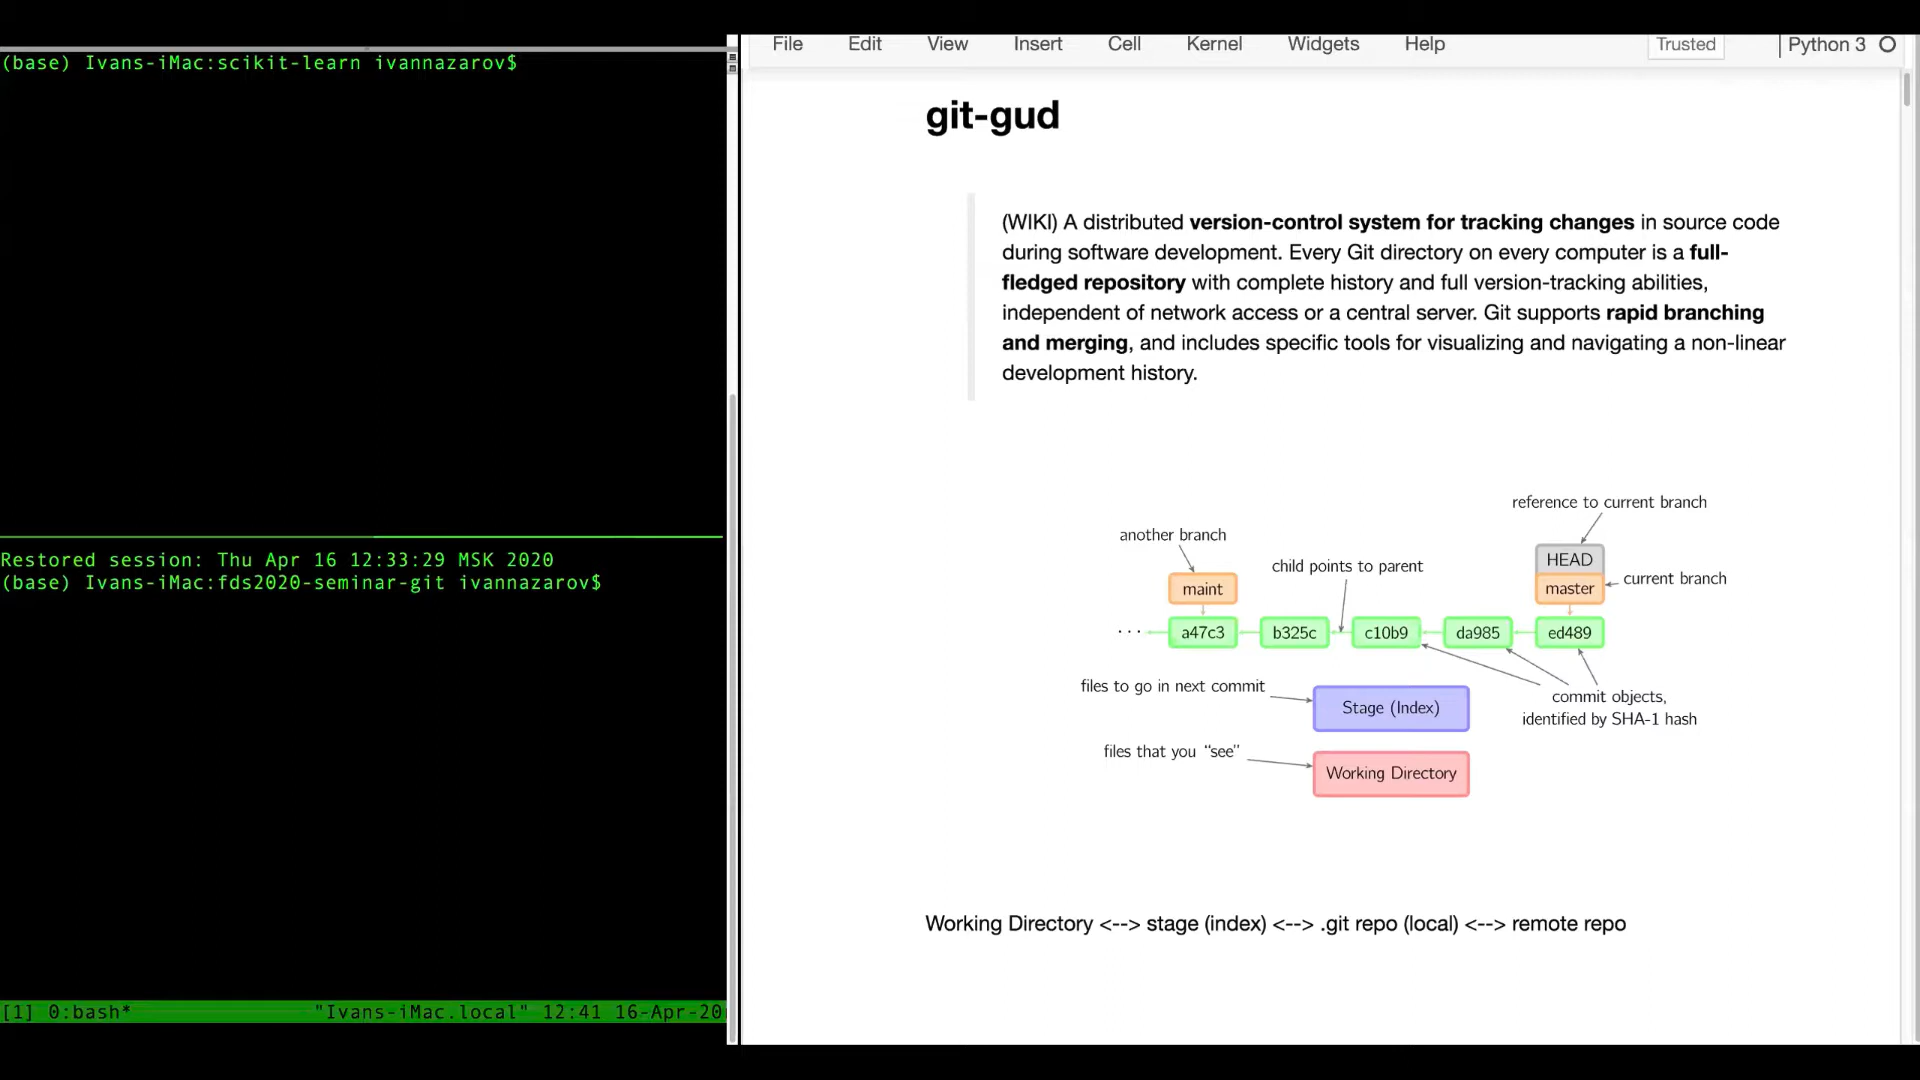 (base) Ivans-iMac:scikit-learn ivannazarov$
Restored session: Thu Apr 16 12:33:29 MSK 2020
(base) Ivans-iMac:fds2020-seminar-git ivannazarov$
[1] 0:bash* "Ivans-iMac.local" 12:41 16-Apr-20
File Edit View Insert Cell Kernel Widgets Help Trusted Python 3
git-gud
(WIKI) A distributed version-control system for tracking changes in source code
during software development. Every Git directory on every computer is a full-
fledged repository with complete history and full version-tracking abilities,
independent of network access or a central server. Git supports rapid branching
and merging, and includes specific tools for visualizing and navigating a non-linear
development history.
reference to current branch
another branch
HEAD
child points to parent
current branch
maint
master
... a47c3 b325c c10b9 da985 ed489
files to go in next commit
Stage (Index)
commit objects,
identified by SHA-1 hash
files that you “see”
Working Directory
Working Directory <--> stage (index) <--> .git repo (local) <--> remote repo